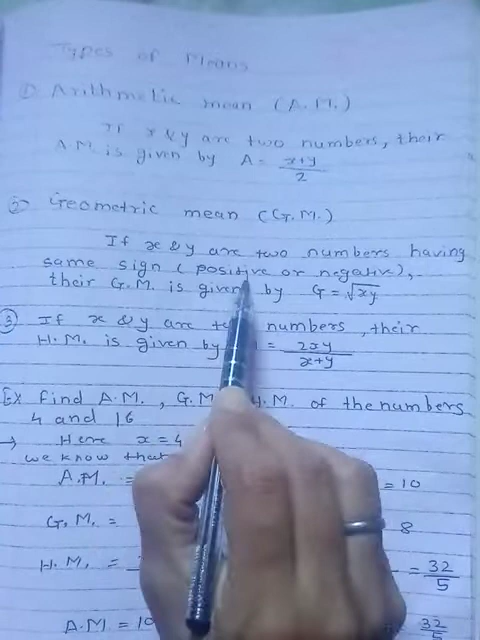 Types of Means
① Arithmetic mean (A.M.)
If x & y are two numbers, their
A.M. is given by A = x+y/2
② Geometric mean (G.M.)
If x & y are two numbers having
same sign (positive or negative),
their G.M. is given by G = √xy
③ If x & y are numbers, their
H.M. is given by = 2xy/x+y
Ex Find A.M., G.M. H.M. of the numbers
4 and 16
→ Here x = 4
we know that
A.M. = = 10
G.M. = 8
H.M. = = 32/5
A.M = 10 32/5